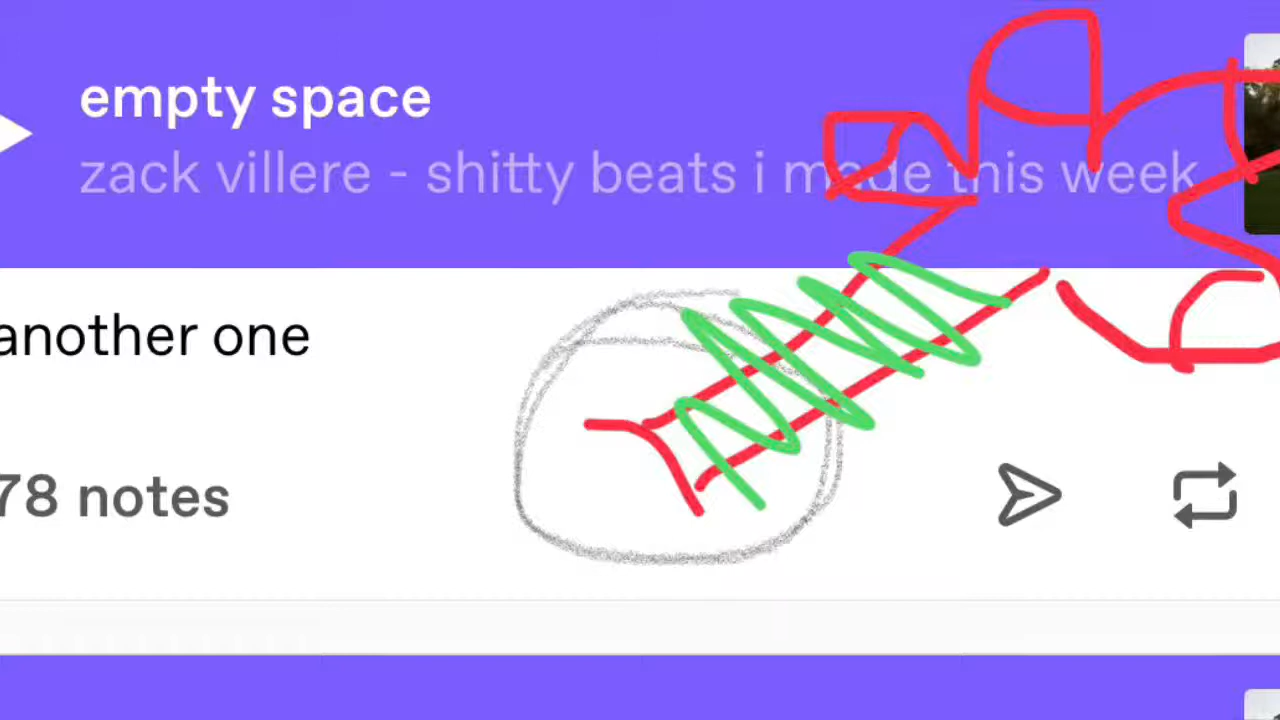 empty space
zack villere - shitty beats i made this week
another one
78 notes